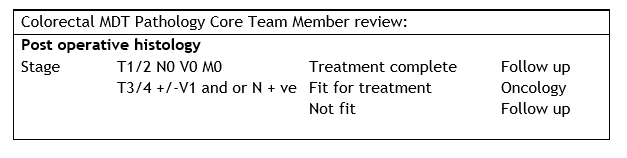 Colorectal MDT Pathology Core Team Member review:
Post operative histology
Stage T1/2 N0 V0 M0 Treatment complete Follow up
T3/4 +/-V1 and or N + ve Fit for treatment Oncology
Not fit Follow up